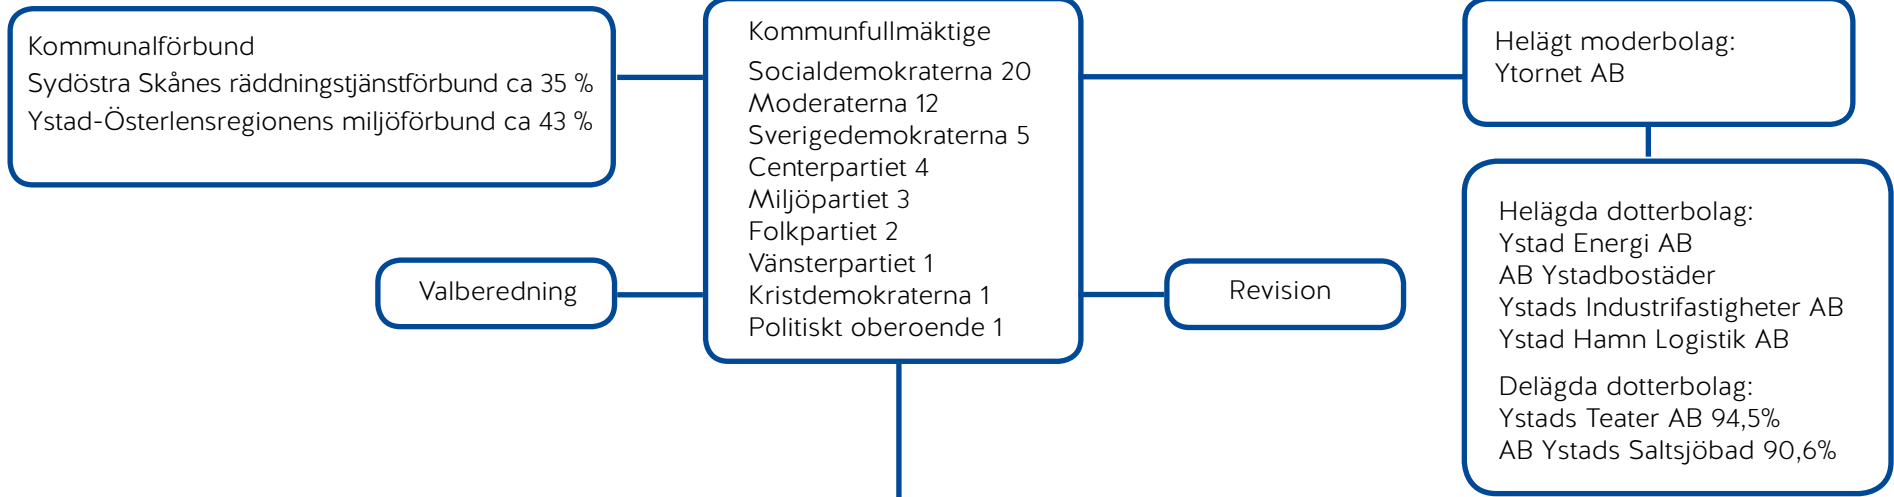 Kommunalförbund
Sydöstra Skånes räddningstjänstförbund ca 35 %
Ystad-Österlensregionens miljöförbund ca 43 %
Kommunfullmäktige
Socialdemokraterna 20
Moderaterna 12
Sverigedemokraterna 5
Centerpartiet 4
Miljöpartiet 3
Folkpartiet 2
Vänsterpartiet 1
Kristdemokraterna 1
Politiskt oberoende 1
Helägt moderbolag:
Ytornet AB
Valberedning
Revision
Helägda dotterbolag:
Ystad Energi AB
AB Ystadbostäder
Ystads Industrifastigheter AB
Ystad Hamn Logistik AB
Delägda dotterbolag:
Ystads Teater AB 94,5%
AB Ystads Saltsjöbad 90,6%